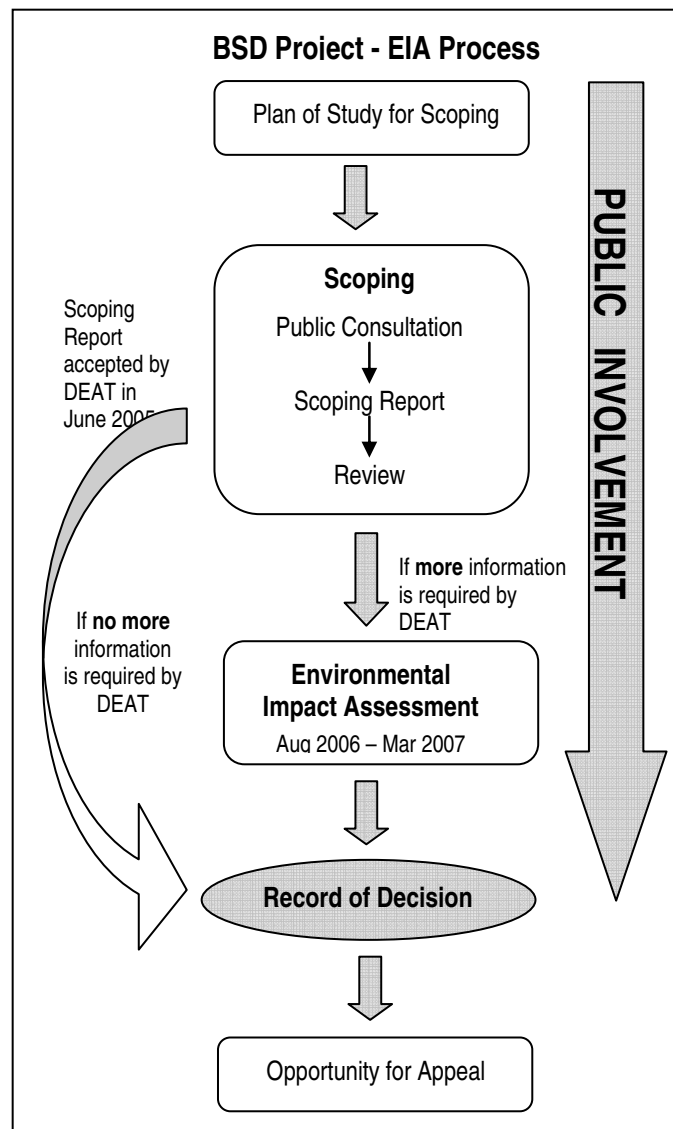 BSD Project - EIA Process
Plan of Study for Scoping
Scoping
Public Consultation
Scoping Report
Review
Scoping
Report
accepted by
DEAT in
June 2005
If more information
is required by
DEAT
If no more
information
is required by
DEAT
Environmental
Impact Assessment
Aug 2006 – Mar 2007
Record of Decision
Opportunity for Appeal
PUBLIC INVOLVEMENT